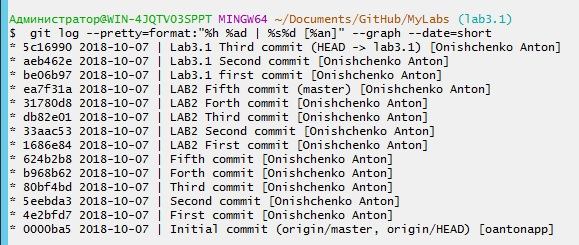 Администратор@WIN-4JQTVO3SPPT MINGW64 ~/Documents/GitHub/MyLabs (lab3.1)
$  git log --pretty=format:"%h %ad | %s%d [%an]" --graph --date=short
* 5c16990 2018-10-07 | Lab3.1 Third commit (HEAD -> lab3.1) [Onishchenko Anton]
* aeb462e 2018-10-07 | Lab3.1 Second commit [Onishchenko Anton]
* be06b97 2018-10-07 | Lab3.1 first commit [Onishchenko Anton]
* ea7f31a 2018-10-07 | LAB2 Fifth commit (master) [Onishchenko Anton]
* 31780d8 2018-10-07 | LAB2 Forth commit [Onishchenko Anton]
* db82e01 2018-10-07 | LAB2 Third commit [Onishchenko Anton]
* 33aac53 2018-10-07 | LAB2 Second commit [Onishchenko Anton]
* 1686e84 2018-10-07 | LAB2 First commit [Onishchenko Anton]
* 624b2b8 2018-10-07 | Fifth commit [Onishchenko Anton]
* b968b62 2018-10-07 | Forth commit [Onishchenko Anton]
* 80bf4bd 2018-10-07 | Third commit [Onishchenko Anton]
* 5eebda3 2018-10-07 | Second commit [Onishchenko Anton]
* 4e2bfd7 2018-10-07 | First commit [Onishchenko Anton]
* 0000ba5 2018-10-07 | Initial commit (origin/master, origin/HEAD) [oantonapp]